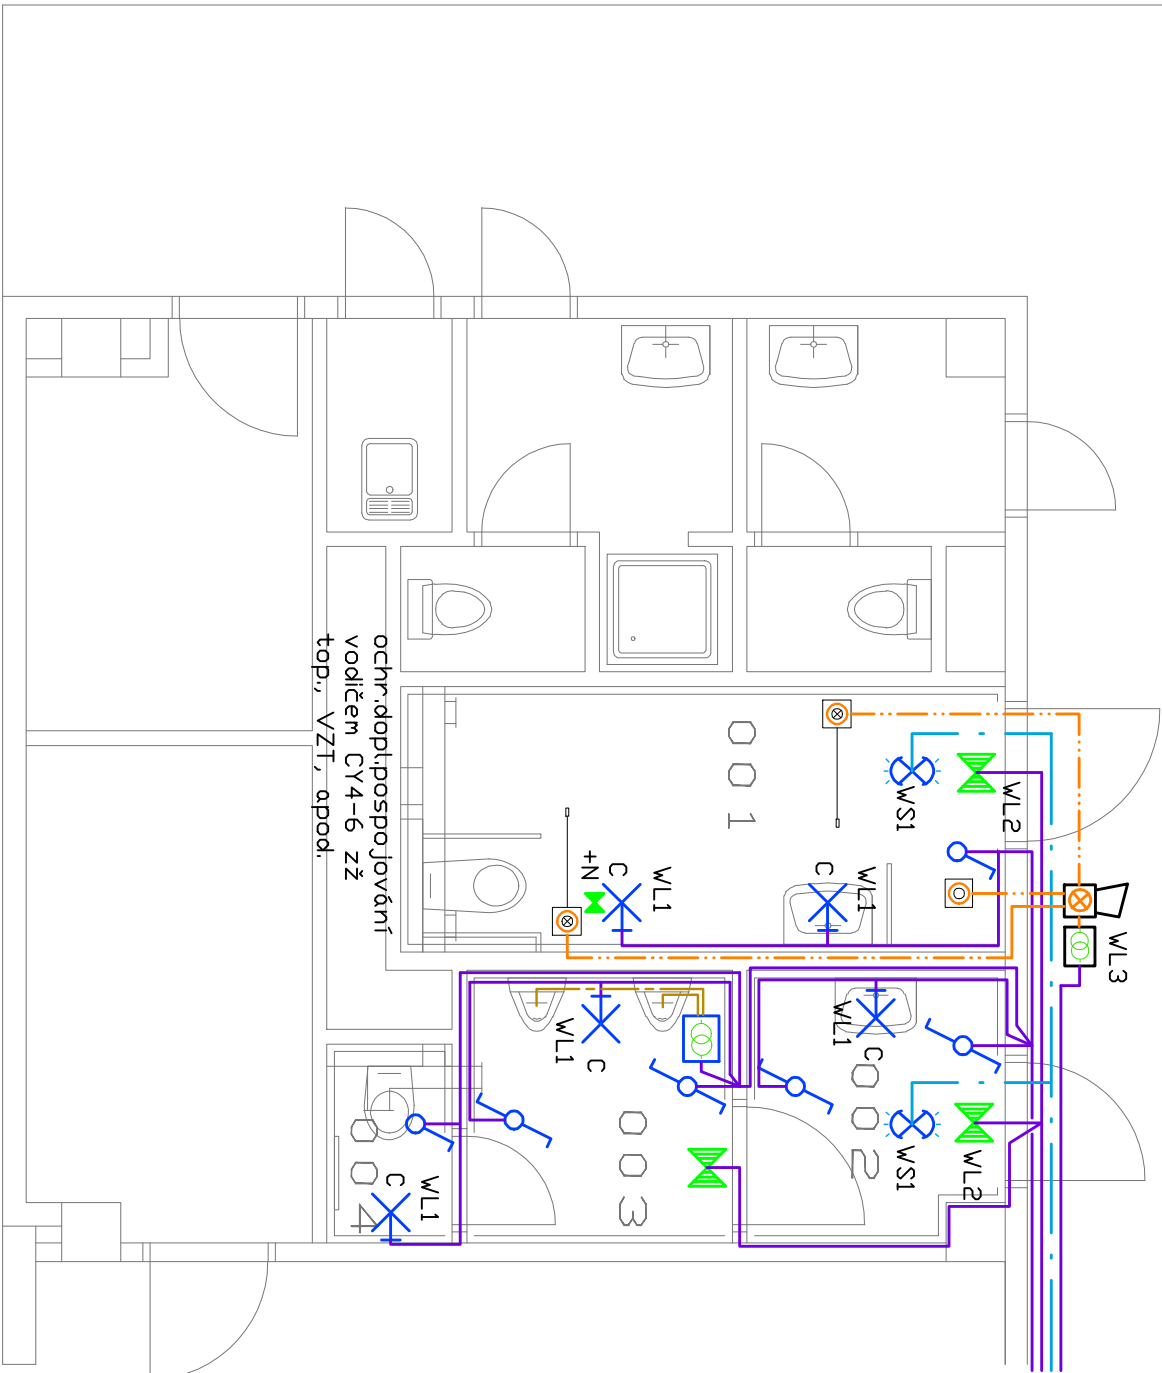 ochr.dopl.pospojování
vodičem CY4-6 zž
top., VZT, apod.
001
WS1
WL2
+N
C
WL1
C
WL1
WL3
WL1
C
WL1
C
002
WS1
WL2
003
004
C
WL1